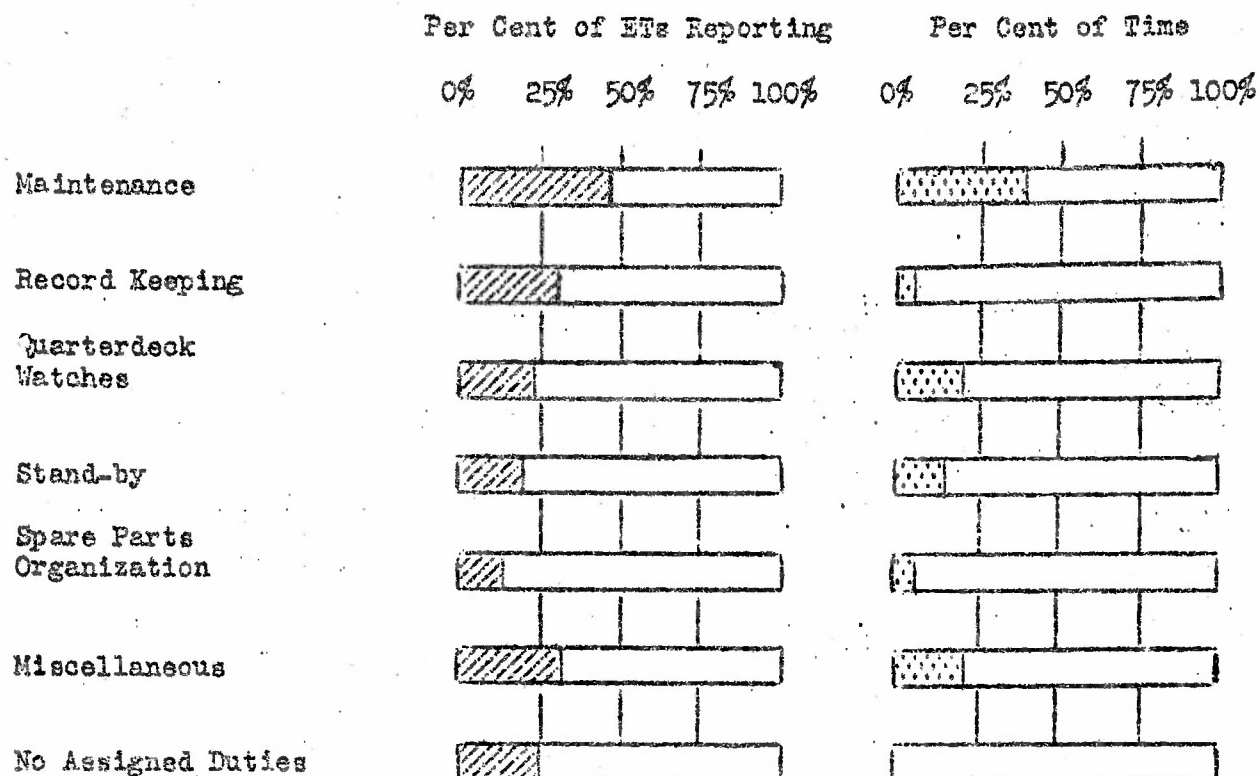 Per Cent of ETs Reporting Per Cent of Time
0% 25% 50% 75% 100% 0% 25% 50% 75% 100%
Maintenance
Record Keeping
Quarterdeck
Watches
Stand-by
Spare Parts
Organization
Miscellaneous
No Assigned Duties